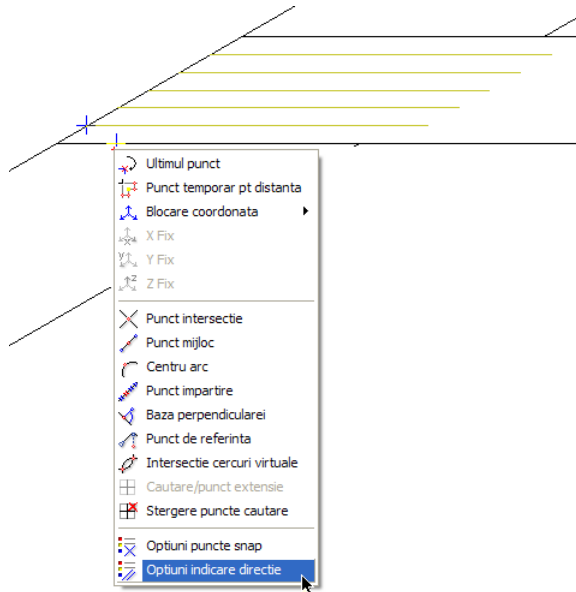 Ultimul punct
Punct temporar pt distanta
Blocare coordonata
X Fix
Y Fix
Z Fix
Punct intersectie
Punct mijloc
Centru arc
Punct impartire
Baza perpendicularei
Punct de referinta
Intersectie cercuri virtuale
Cautare/punct extensie
Stergere puncte cautare
Optiuni puncte snap
Optiuni indicare directie